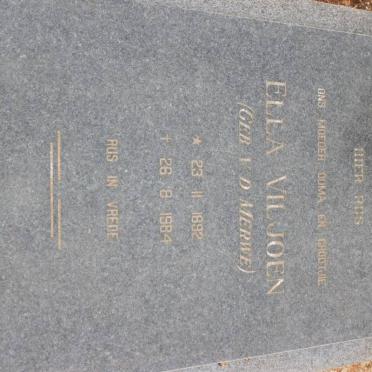 HIER RUS
ONS MOEDER OUMA EN GROOTJIE
ELLA VILJOEN
(GEB V D MERWE)
★ 23 11 1892
† 26 8 1984
RUS IN VREDE